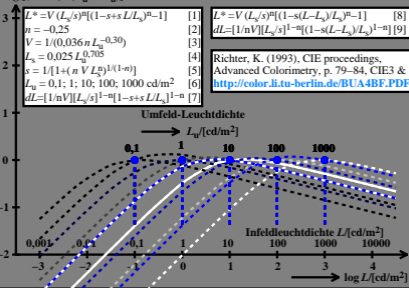 L*=V (Ls/s)ⁿ[(1-s+s L/Ls)ⁿ-1] [1]
n = -0,25 [2]
V = 1/(0,036 n Lu^-0,30) [3]
Ls = 0,025 Lu^0,705 [4]
s = 1/[1+( n V Lsⁿ)^1/(1-n)] [5]
Lu = 0,1; 1; 10; 100; 1000 cd/m² [6]
dL=[1/nV][Ls/s]^1-n[1-s+s L/Ls]^1-n [7]
L*=V (Ls/s)ⁿ[(1-s(L-Ls)/Ls)ⁿ-1] [8]
dL=[1/nV][Ls/s]^1-n[(1-s(L-Ls)/Ls)^1-n] [9]
Richter, K. (1993), CIE proceedings,
Advanced Colorimetry, p. 79-84, CIE3 &
http://color.li.tu-berlin.de/BUA4BF.PDF
Umfeld-Leuchtdichte
Lu/[cd/m²]
0,1 1 10 100 1000
1
0
-1
-2
Infeldleuchtdichte L/[cd/m²]
0,001 0,01 0,1 1 10 100 1000 10000
-3 -2 -1 0 1 2 3 4
log L/[cd/m²]